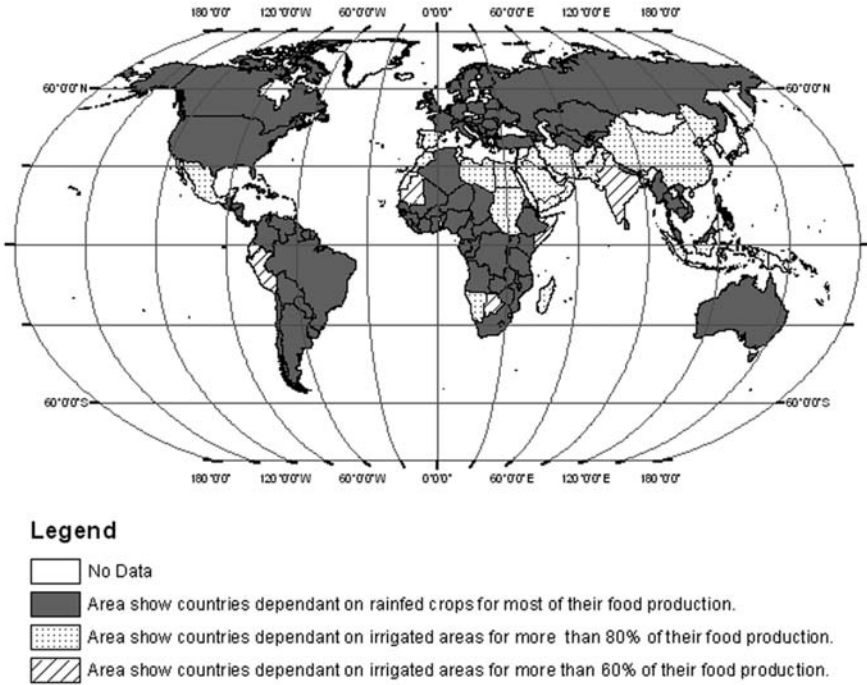 180°0'0" 120°0'0"W 60°0'0"W 0°0'0" 60°0'0"E 120°0'0"E 180°0'0"
60°0'0"N 60°0'0"N
60°0'0"S 60°0'0"S
180°0'0" 120°0'0"W 60°0'0"W 0°0'0" 60°0'0"E 120°0'0"E 180°0'0"
Legend
No Data
Area show countries dependant on rainfed crops for most of their food production.
Area show countries dependant on irrigated areas for more than 80% of their food production.
Area show countries dependant on irrigated areas for more than 60% of their food production.